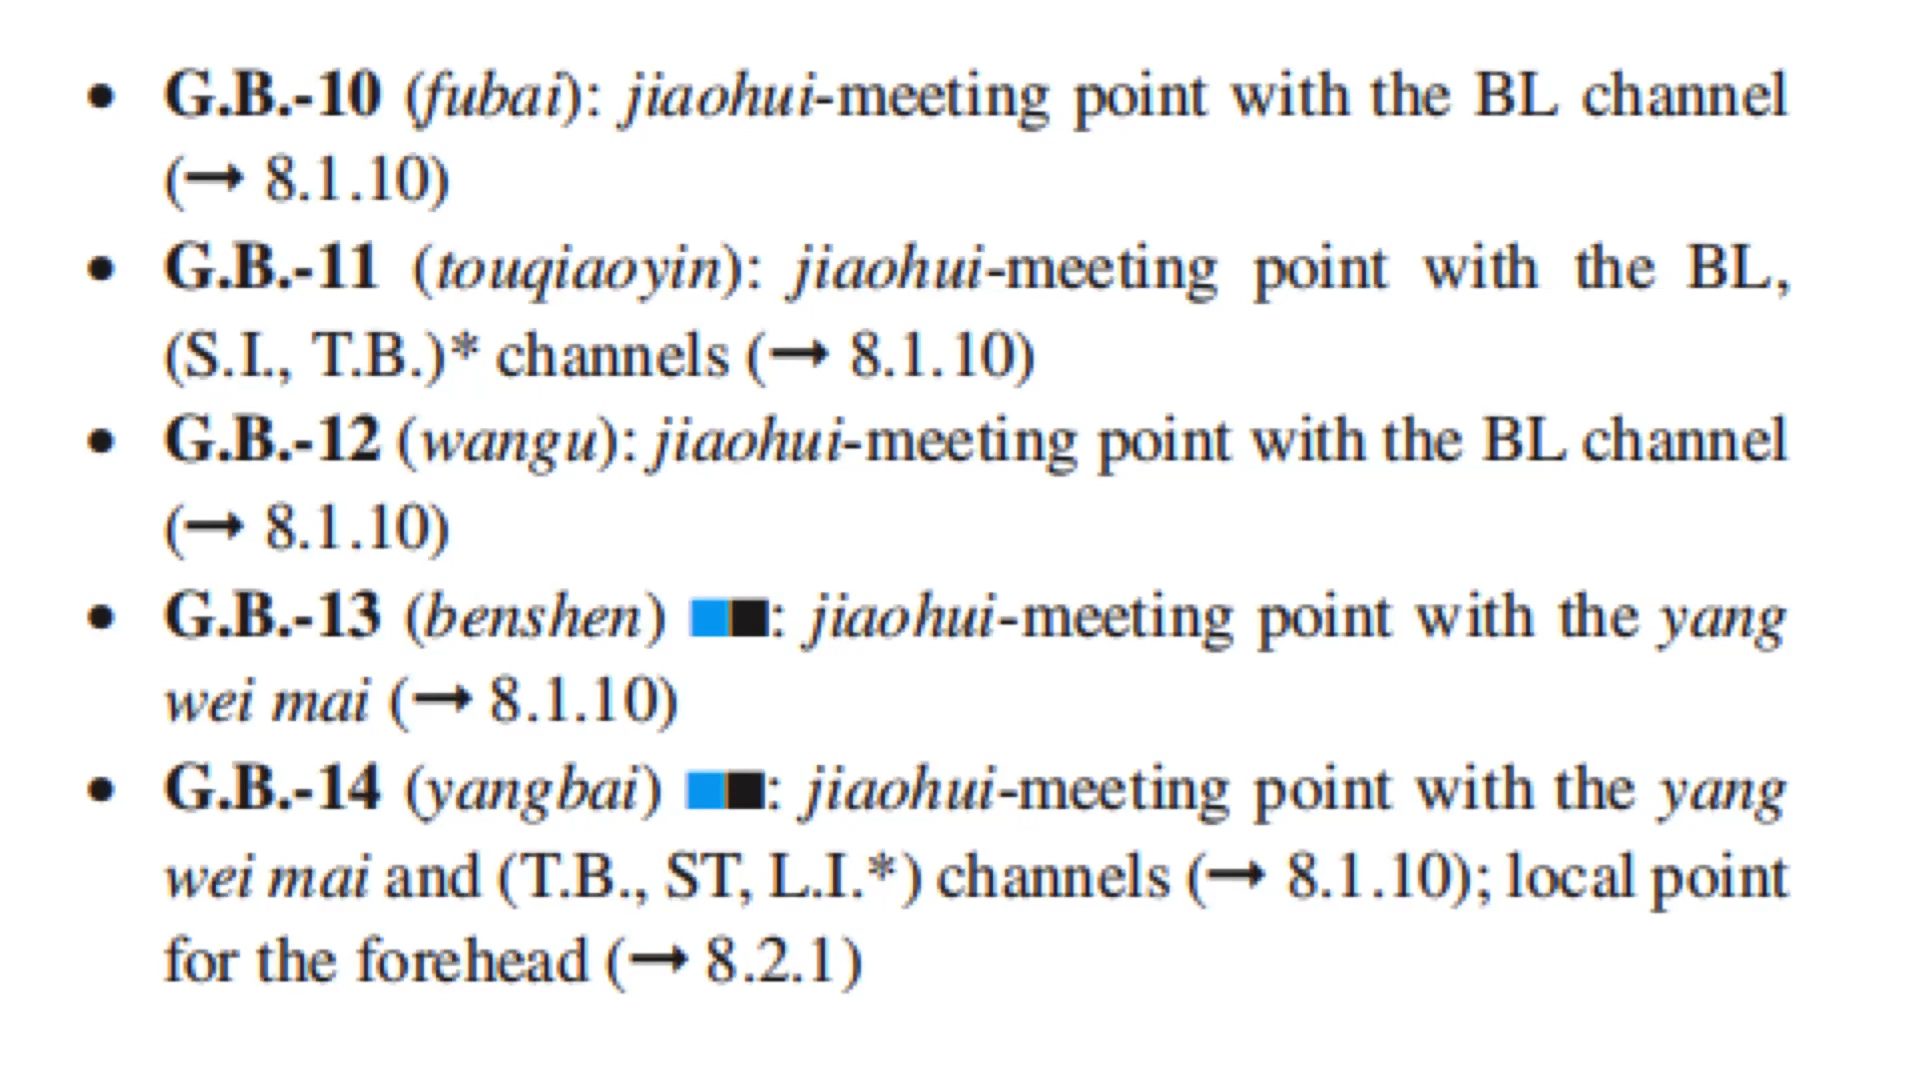 • G.B.-10 (fubai): jiaohui-meeting point with the BL channel
(→ 8.1.10)
• G.B.-11 (touqiaoyin): jiaohui-meeting point with the BL,
(S.I., T.B.)* channels (→ 8.1.10)
• G.B.-12 (wangu): jiaohui-meeting point with the BL channel
(→ 8.1.10)
• G.B.-13 (benshen) : jiaohui-meeting point with the yang
wei mai (→ 8.1.10)
• G.B.-14 (yangbai) : jiaohui-meeting point with the yang
wei mai and (T.B., ST, L.I.*) channels (→ 8.1.10); local point
for the forehead (→ 8.2.1)